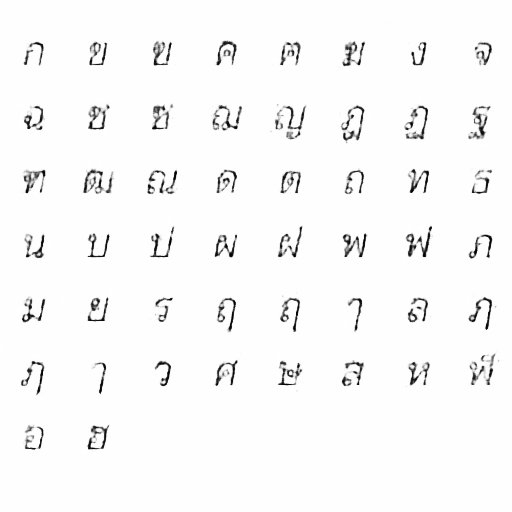 ก ข ฃ ค ฅ ฆ ง จ
ฉ ช ซ ฌ ญ ฎ ฏ ฐ
ฑ ฒ ณ ด ต ถ ท ธ
น บ ป ผ ฝ พ ฟ ภ
ม ย ร ฤ ฤ ๅ ล ฦ
ฦ ๅ ว ศ ษ ส ห ฬ
อ ฮ